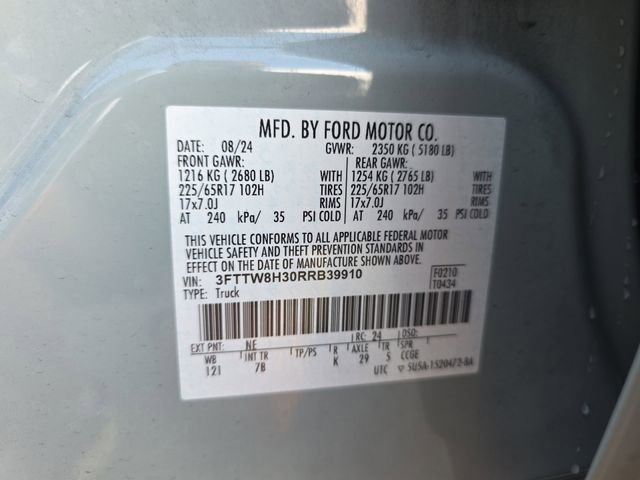 MFD. BY FORD MOTOR CO.
DATE: 08/24 GVWR: 2350 KG ( 5180 LB)
FRONT GAWR: REAR GAWR:
1216 KG ( 2680 LB) WITH 1254 KG ( 2765 LB) WITH
225/65R17 102H TIRES 225/65R17 102H TIRES
17x7.0J RIMS 17x7.0J RIMS
AT 240 kPa/ 35 PSI COLD AT 240 kPa/ 35 PSI COLD
THIS VEHICLE CONFORMS TO ALL APPLICABLE FEDERAL MOTOR
VEHICLE SAFETY AND THEFT PREVENTION STANDARDS IN
EFFECT ON THE DATE OF MANUFACTURE SHOWN ABOVE.
VIN: 3FTTW8H30RRB39910 F0210
TYPE: Truck T0434
EXT PNT: NE RC: 24 DSO:
WB INT TR TP/PS R AXLE TR SPR
121 7B K 29 5 CCGE
UTC